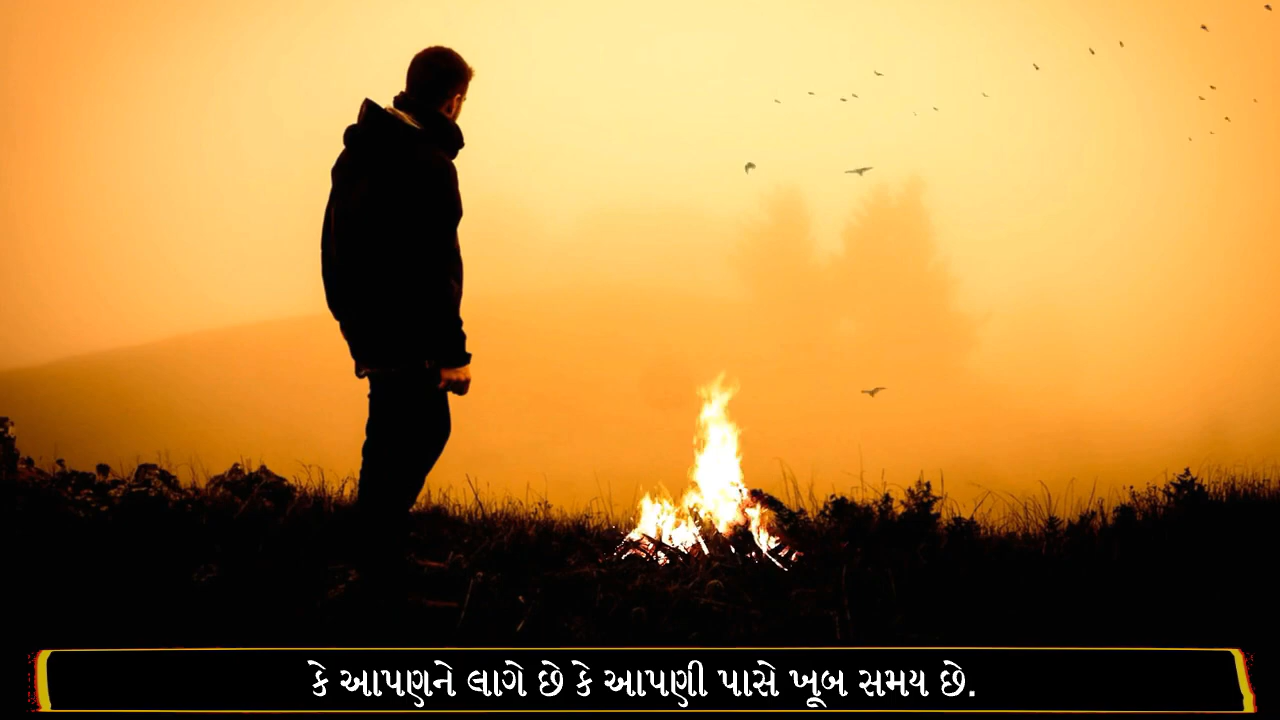 કે આપણને લાગે છે કે આપણી પાસે ખૂબ સમય છે.